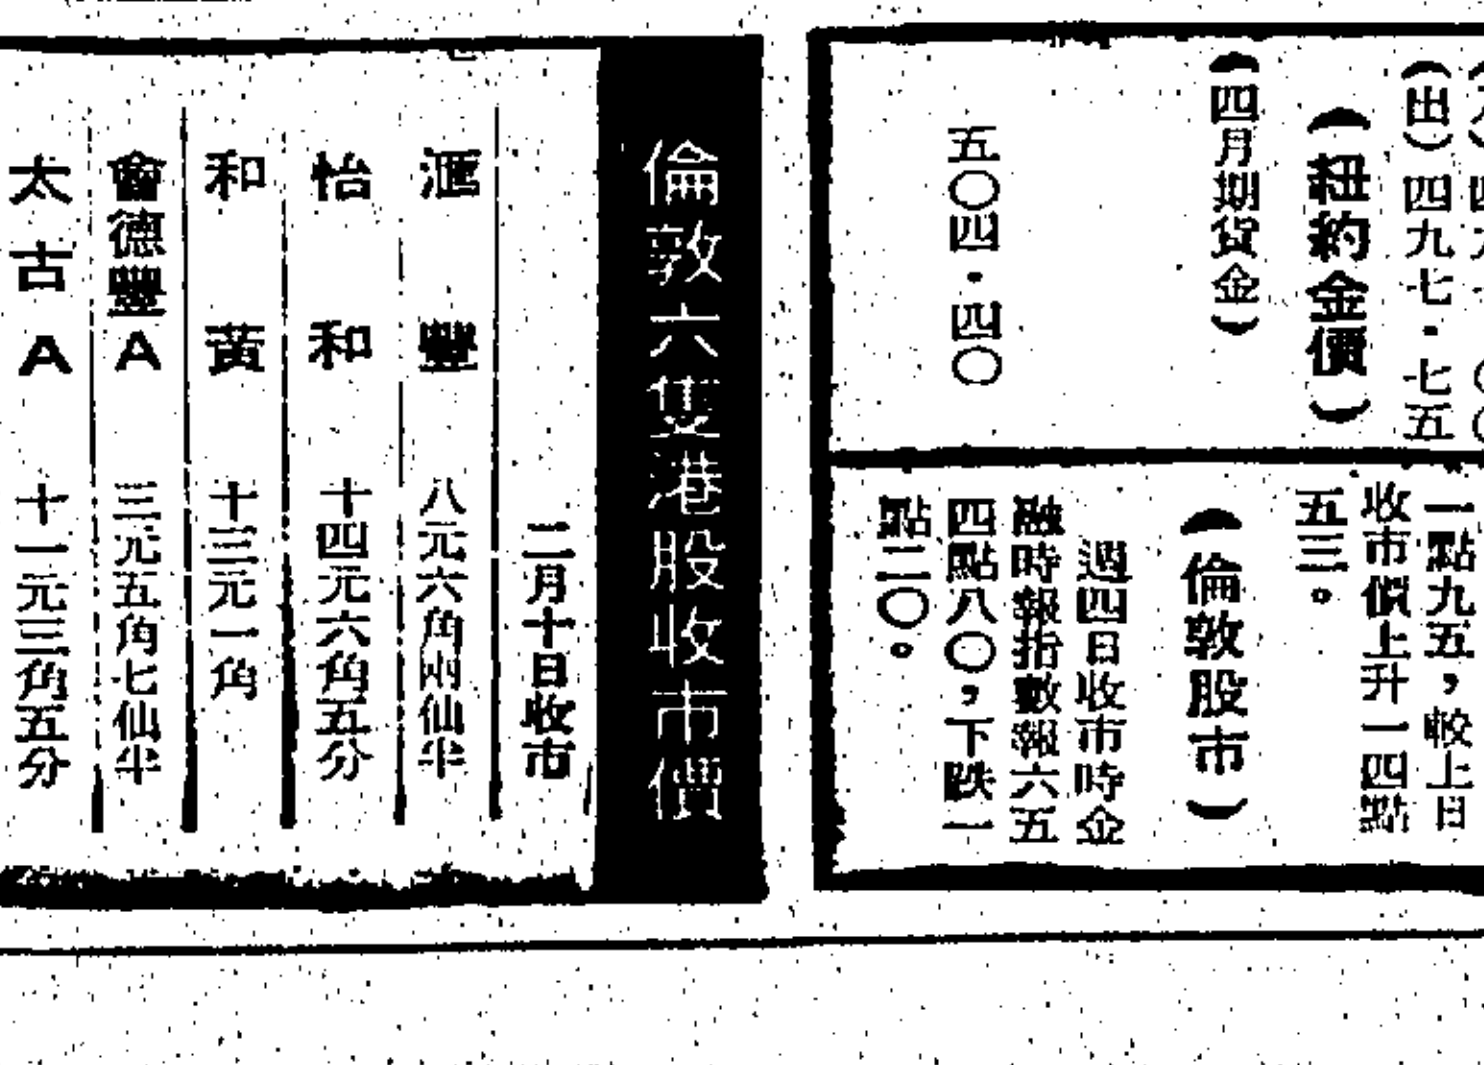 (出)四九七·七五
(紐約金價)
(四月期貨金)
五〇四·四〇
一點九五,較上日
收市價上升一四點
五三。
(倫敦股市)
週四日收市時金
融時報指數報六五
四點八〇,下跌一
點二〇。
倫敦六隻港股收市價
二月十日收市
滙豐 八元六角兩仙半
怡和 十四元六角五分
和黃 十三元一角
會德豐A 三元五角七仙半
太古A 十一元三角五分